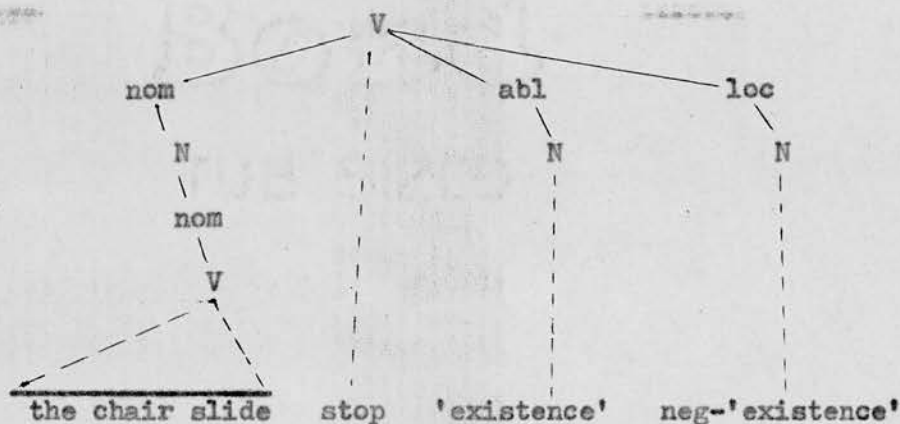 V
nom abl loc
N N N
nom
V
the chair slide stop 'existence' neg-'existence'